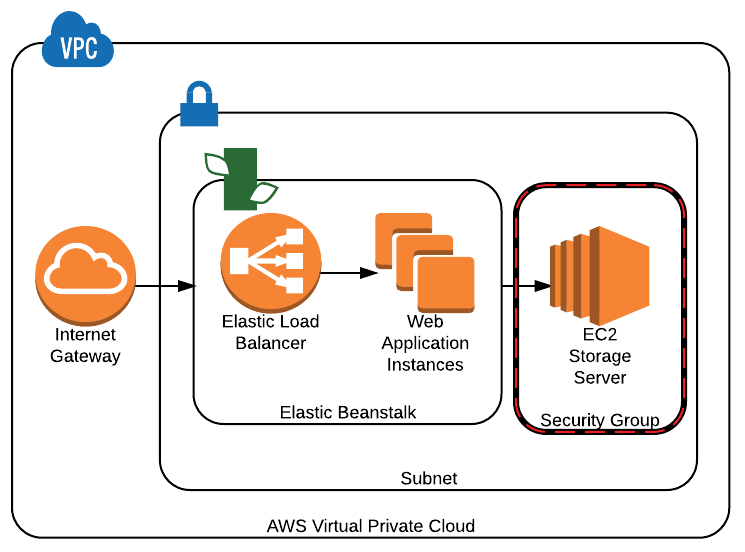 VPC
Internet
Gateway
Elastic Load
Balancer
Web
Application
Instances
Elastic Beanstalk
EC2
Storage
Server
Security Group
Subnet
AWS Virtual Private Cloud